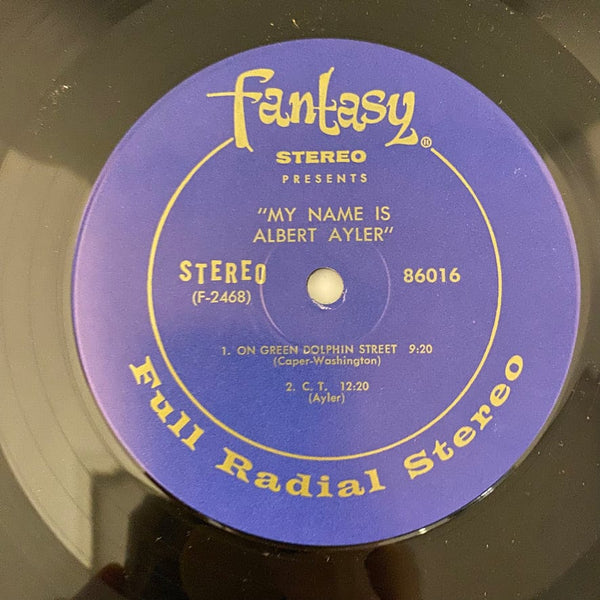 fantasy®
STEREO
PRESENTS
"MY NAME IS
ALBERT AYLER"
STEREO 86016
(F-2468)
1. ON GREEN DOLPHIN STREET 9:20
(Caper-Washington)
2. C. T. 12:20
(Ayler)
Full Radial Stereo